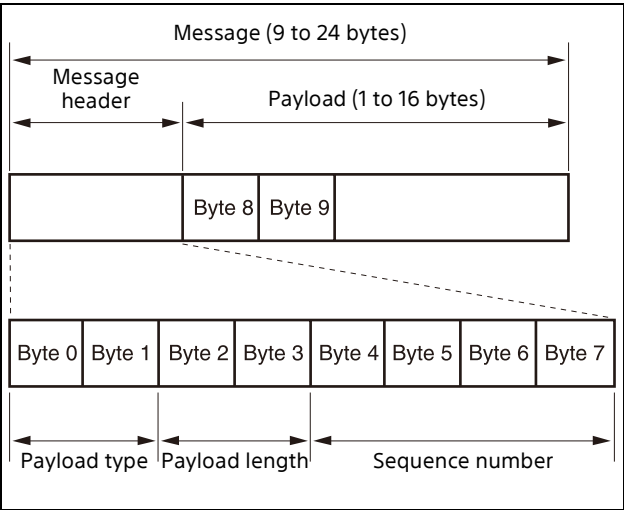 Message (9 to 24 bytes)
Message
header
Payload (1 to 16 bytes)
Byte 8 Byte 9
Byte 0 Byte 1 Byte 2 Byte 3 Byte 4 Byte 5 Byte 6 Byte 7
Payload type Payload length Sequence number